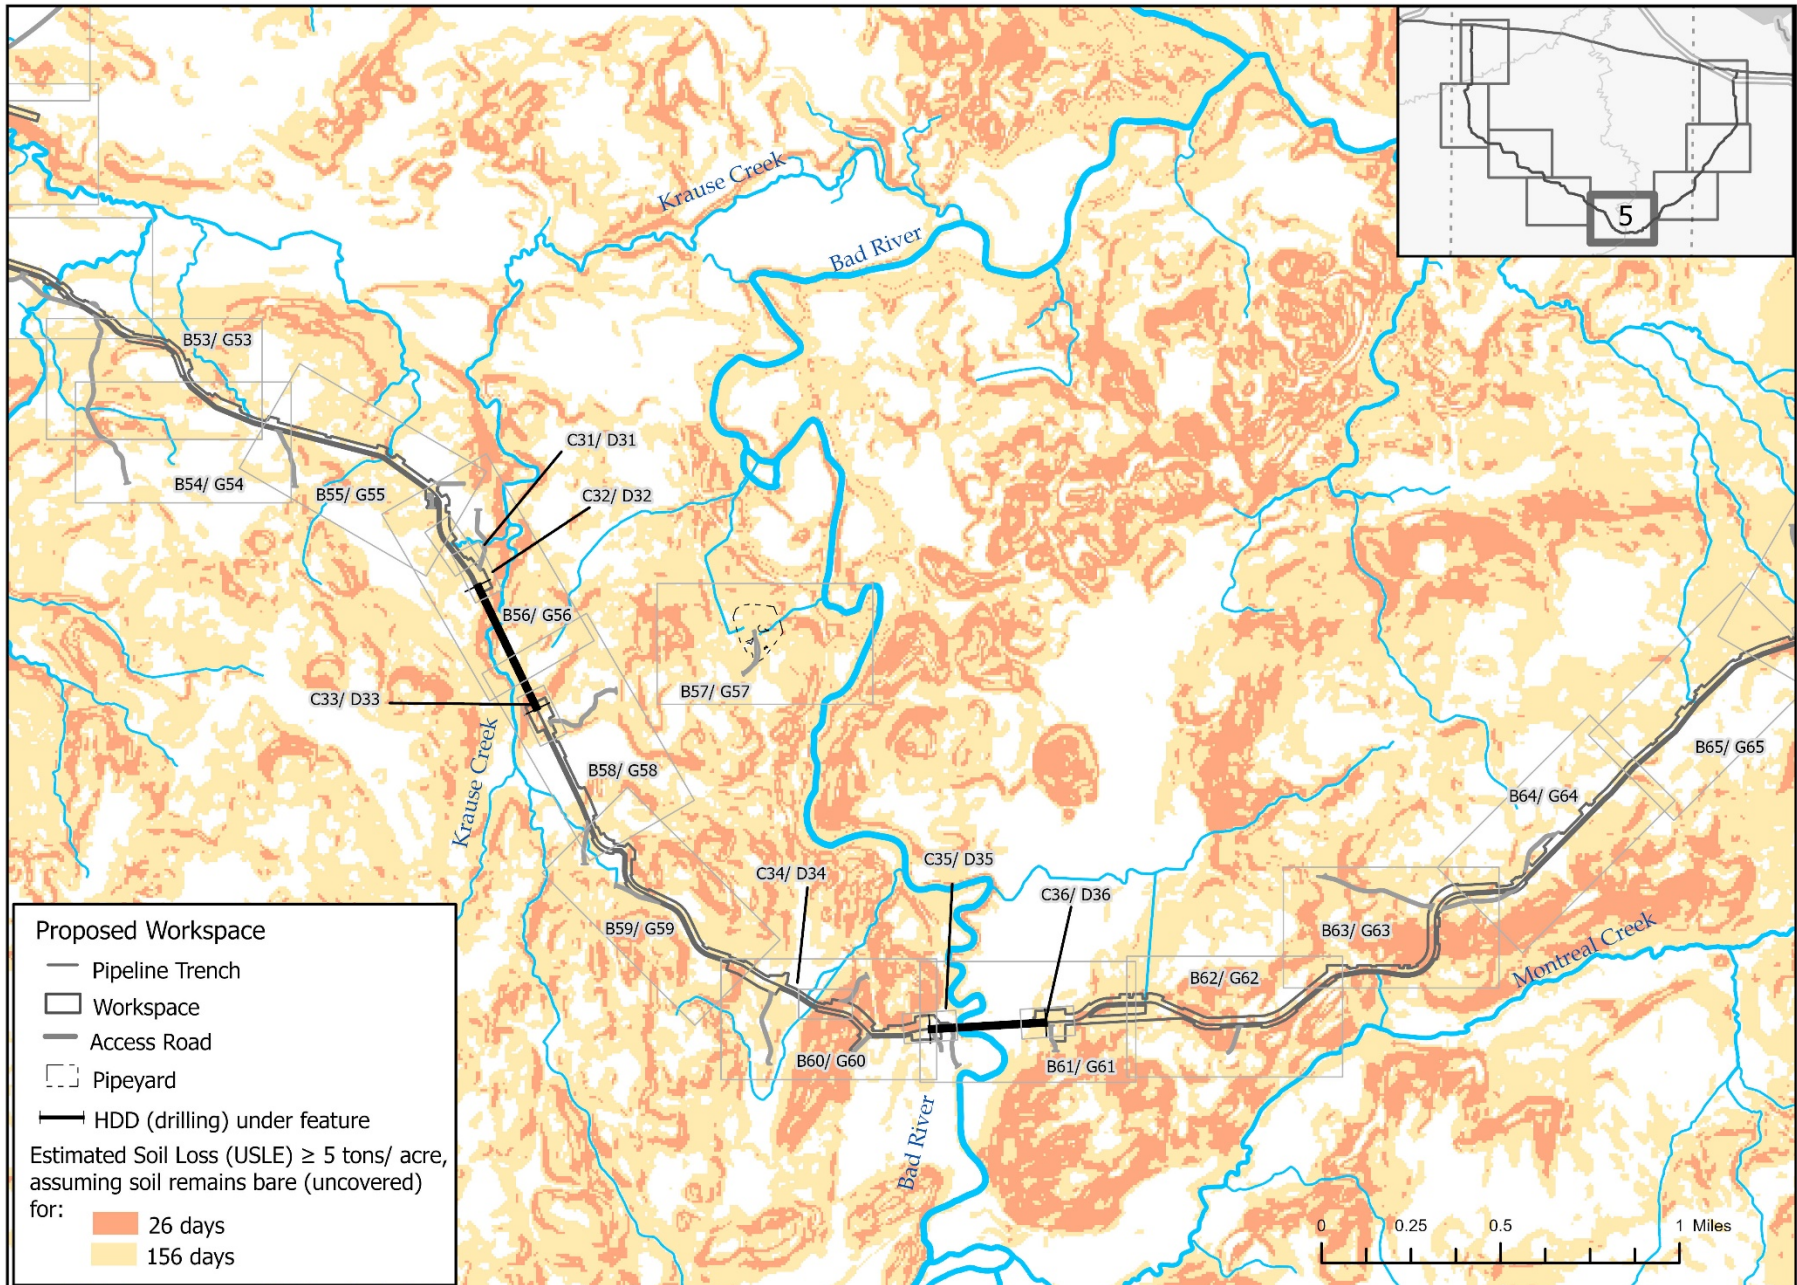 5
Krause Creek
Bad River
B53/ G53
C31/ D31
B54/ G54
B55/ G55
C32/ D32
B56/ G56
B57/ G57
C33/ D33
Krause Creek
B58/ G58
B65/ G65
B64/ G64
C34/ D34
C35/ D35
C36/ D36
B59/ G59
B63/ G63
Montreal Creek
B62/ G62
B60/ G60
B61/ G61
Bad River
Proposed Workspace
Pipeline Trench
Workspace
Access Road
Pipeyard
HDD (drilling) under feature
Estimated Soil Loss (USLE) ≥ 5 tons/ acre,
assuming soil remains bare (uncovered)
for:
26 days
156 days
0 0.25 0.5 1 Miles